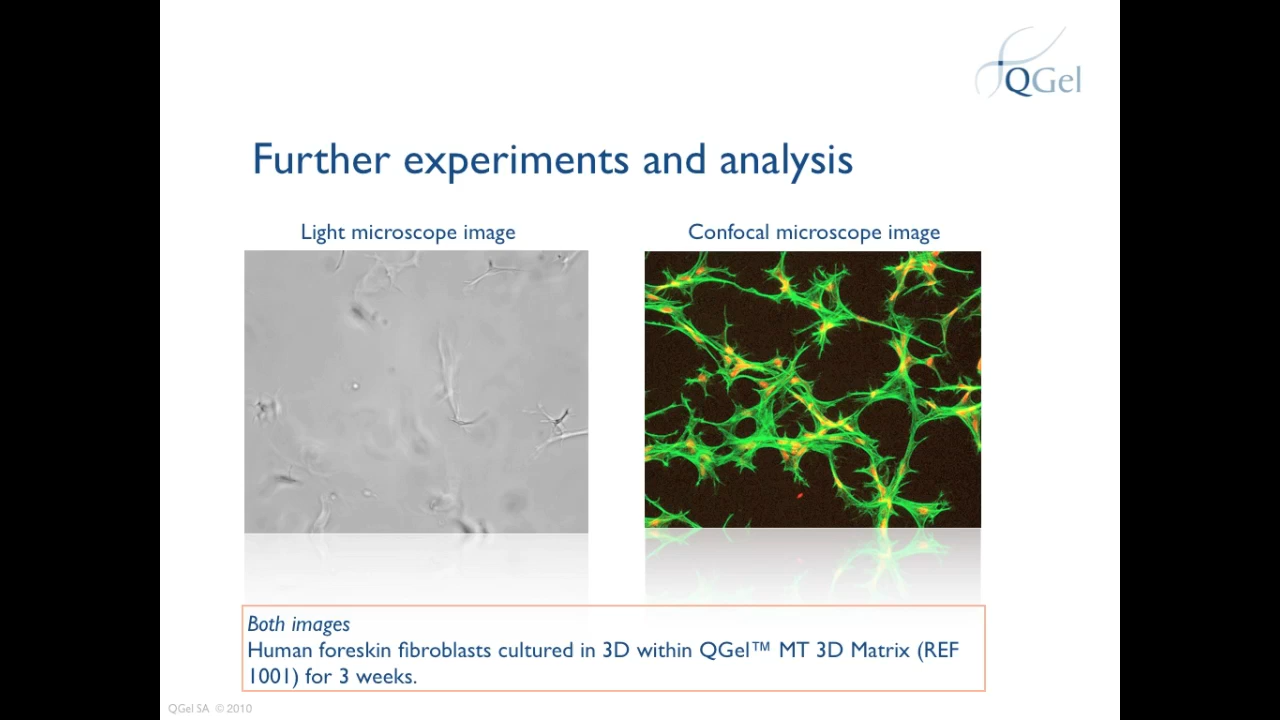 QGel
Further experiments and analysis
Light microscope image
Confocal microscope image
Both images
Human foreskin fibroblasts cultured in 3D within QGel™ MT 3D Matrix (REF
1001) for 3 weeks.
QGel SA © 2010